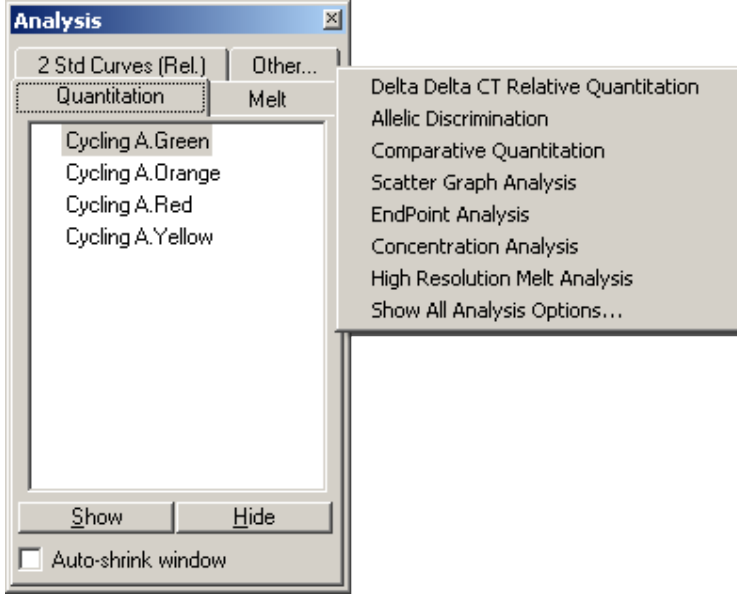 Analysis
2 Std Curves (Rel.)
Other...
Quantitation
Melt
Cycling A.Green
Cycling A.Orange
Cycling A.Red
Cycling A.Yellow
Show
Hide
Auto-shrink window
Delta Delta CT Relative Quantitation
Allelic Discrimination
Comparative Quantitation
Scatter Graph Analysis
EndPoint Analysis
Concentration Analysis
High Resolution Melt Analysis
Show All Analysis Options...